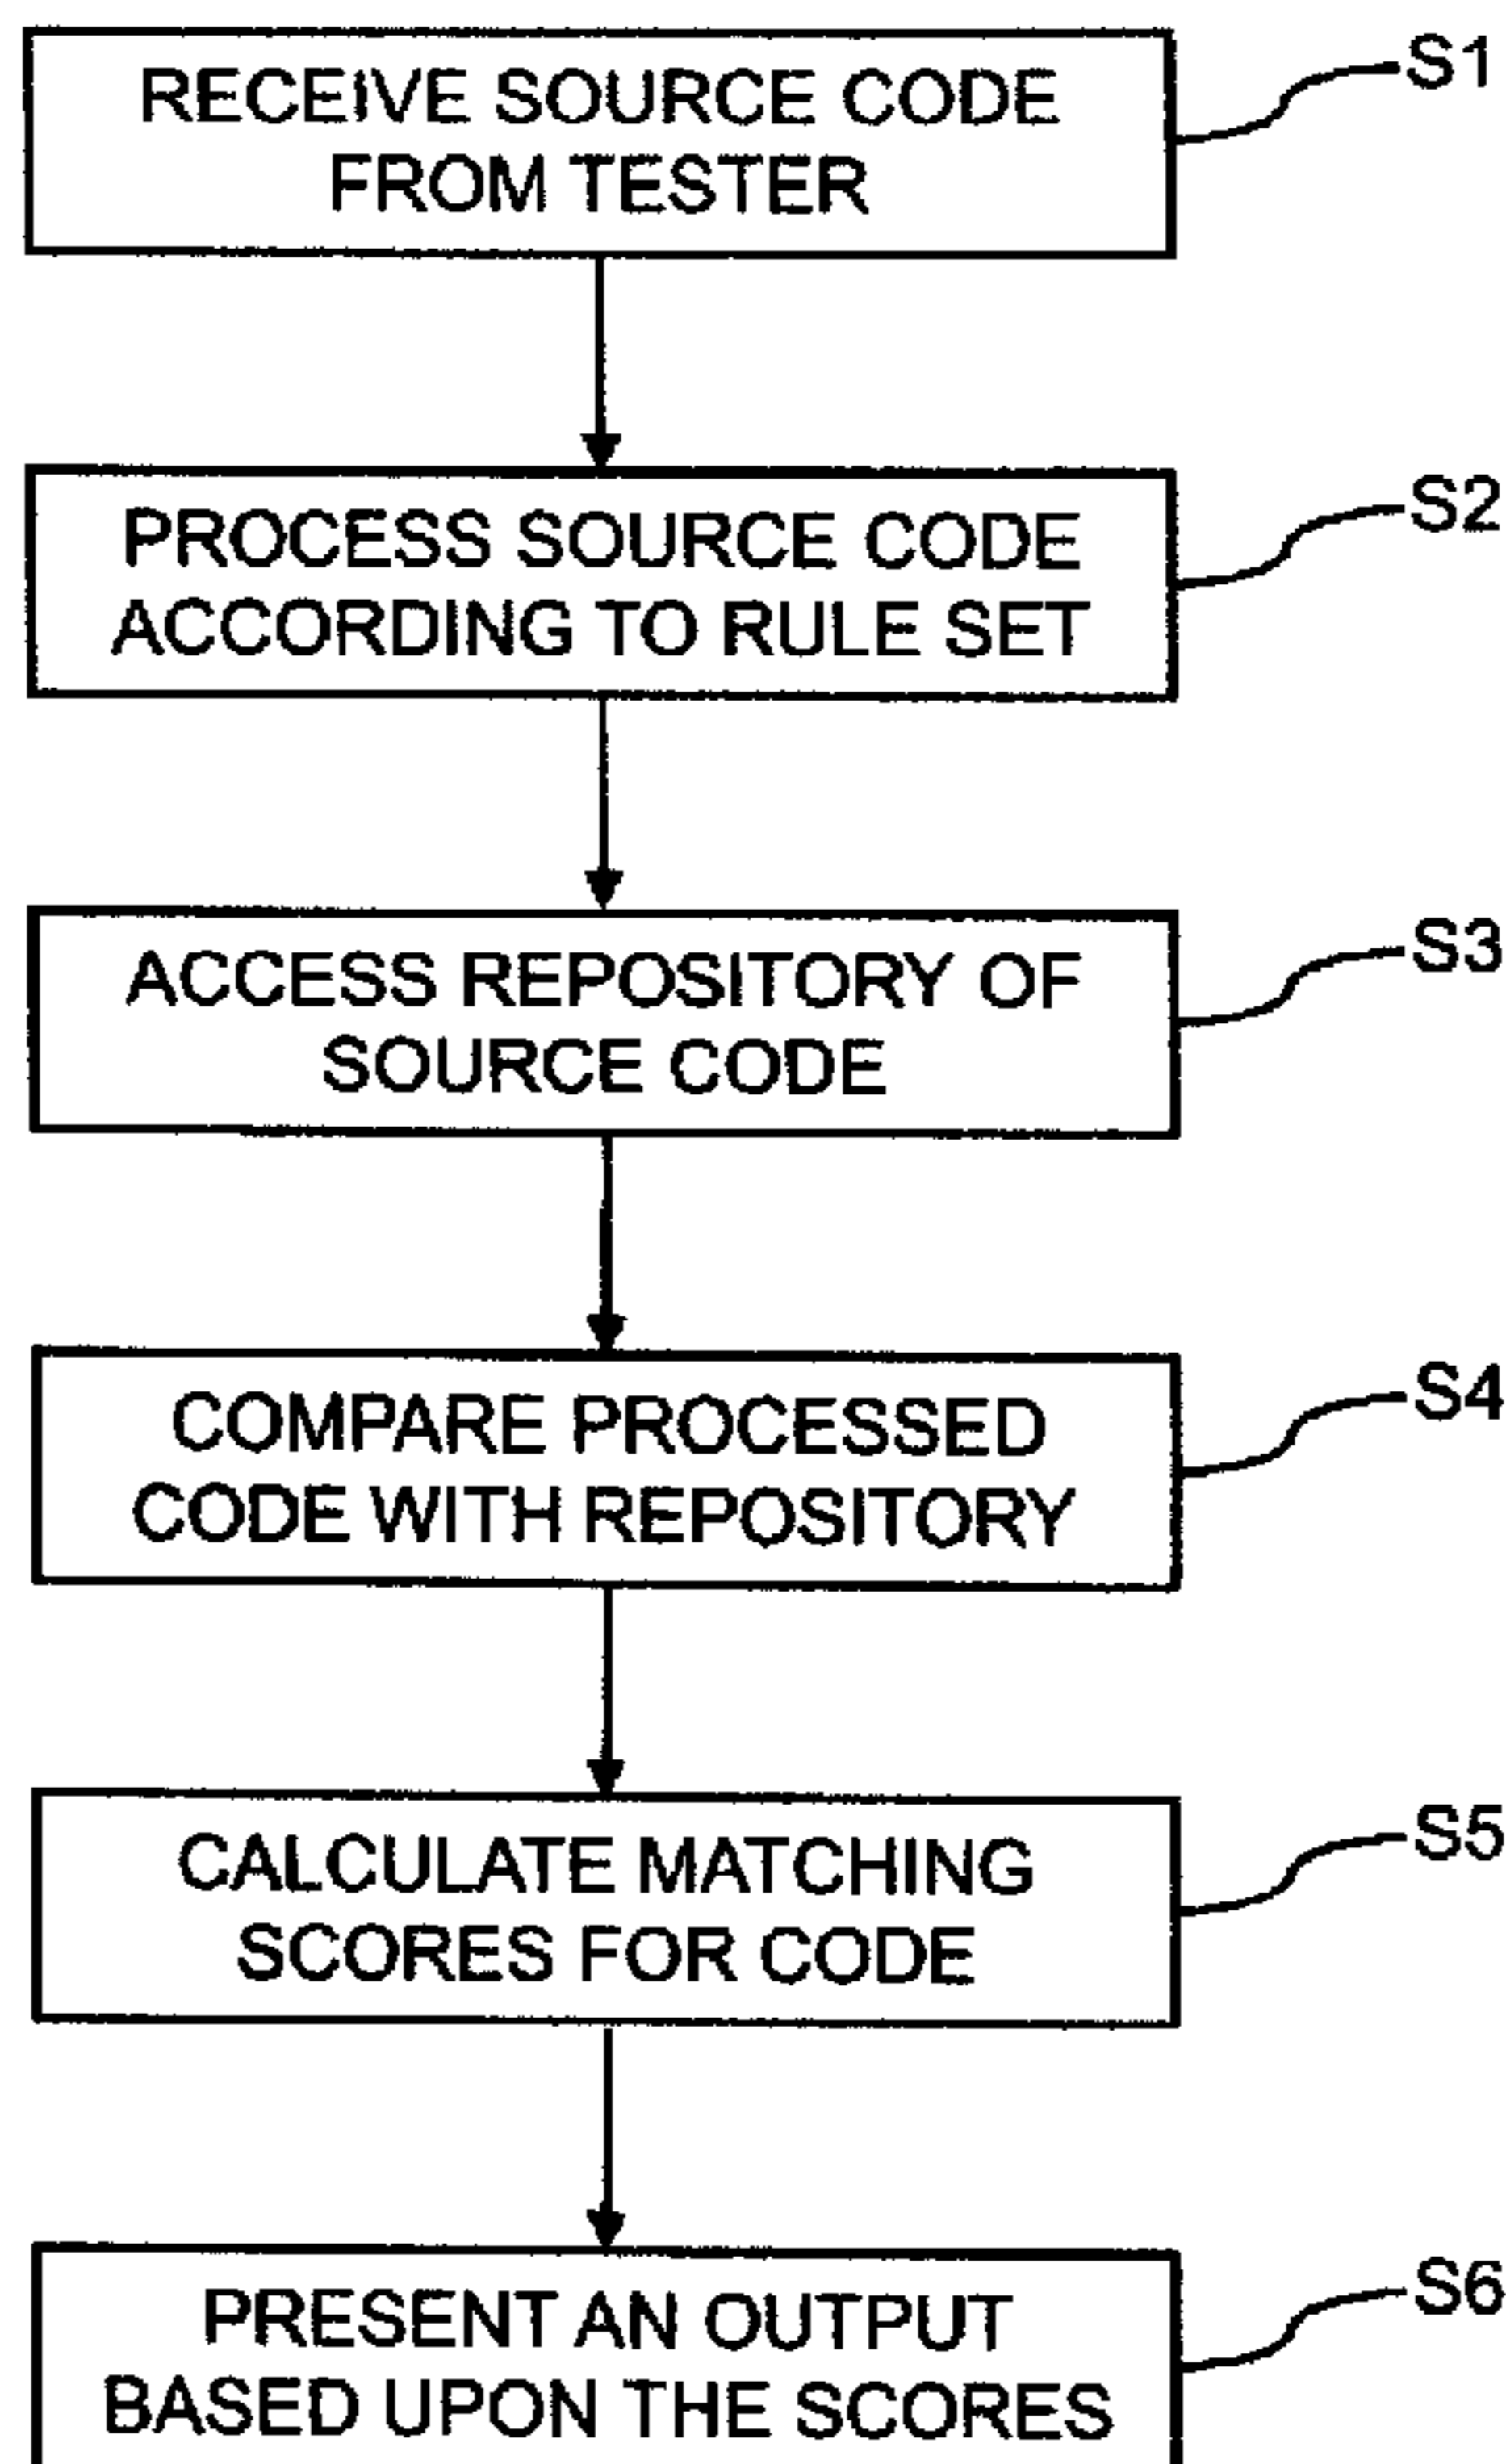 RECEIVE SOURCE CODE
FROM TESTER
S1
PROCESS SOURCE CODE
ACCORDING TO RULE SET
S2
ACCESS REPOSITORY OF
SOURCE CODE
S3
COMPARE PROCESSED
CODE WITH REPOSITORY
S4
CALCULATE MATCHING
SCORES FOR CODE
S5
PRESENT AN OUTPUT
BASED UPON THE SCORES
S6